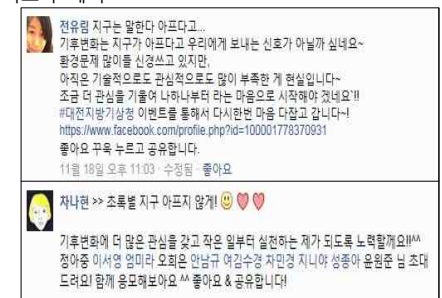 전유림 지구는 말한다 아프다고...
기후변화는 지구가 아프다고 우리에게 보내는 신호가 아닐까 싶네요~
환경문제 많이들 신경쓰고 있지만,
아직은 기술적으로도 관심적으로도 많이 부족한 게 현실입니다~
조금 더 관심을 기울여 나하나부터 라는 마음으로 시작해야 겠네요`!!
#대전지방기상청 이벤트를 통해서 다시한번 마음 다잡고 갑니다~!
https://www.facebook.com/profile.php?id=100001778370931
좋아요 꾸욱 누르고 공유합니다.
11월 18일 오후 11:03 · 수정됨 · 좋아요
차나현 >> 초록별 지구 아프지 않게!
기후변화에 더 많은 관심을 갖고 작은 일부터 실천하는 제가 되도록 노력할께요!!^^
정아중 이서영 엄미라 오희은 안남규 여김수경 차민경 지니야 성종아 윤원준 님 초대
드려요! 함께 응모해보아요 ^^ 좋아요 & 공유합니다!